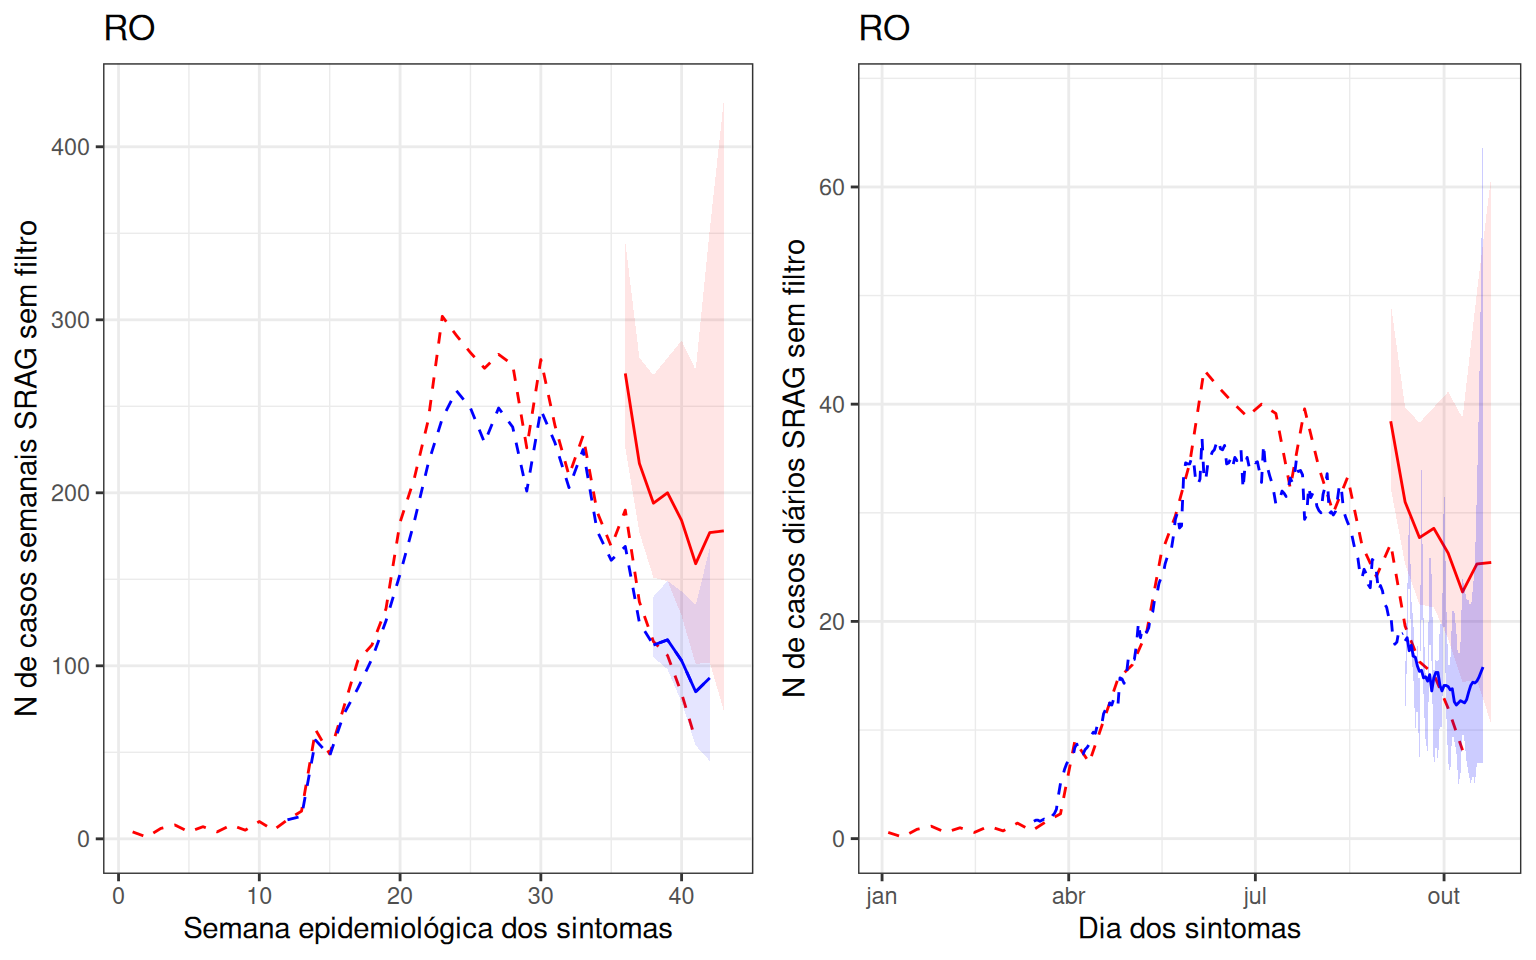 RO
N de casos semanais SRAG sem filtro
400
300
200
100
0
0 10 20 30 40
Semana epidemiológica dos sintomas
RO
N de casos diários SRAG sem filtro
60
40
20
0
jan abr jul out
Dia dos sintomas